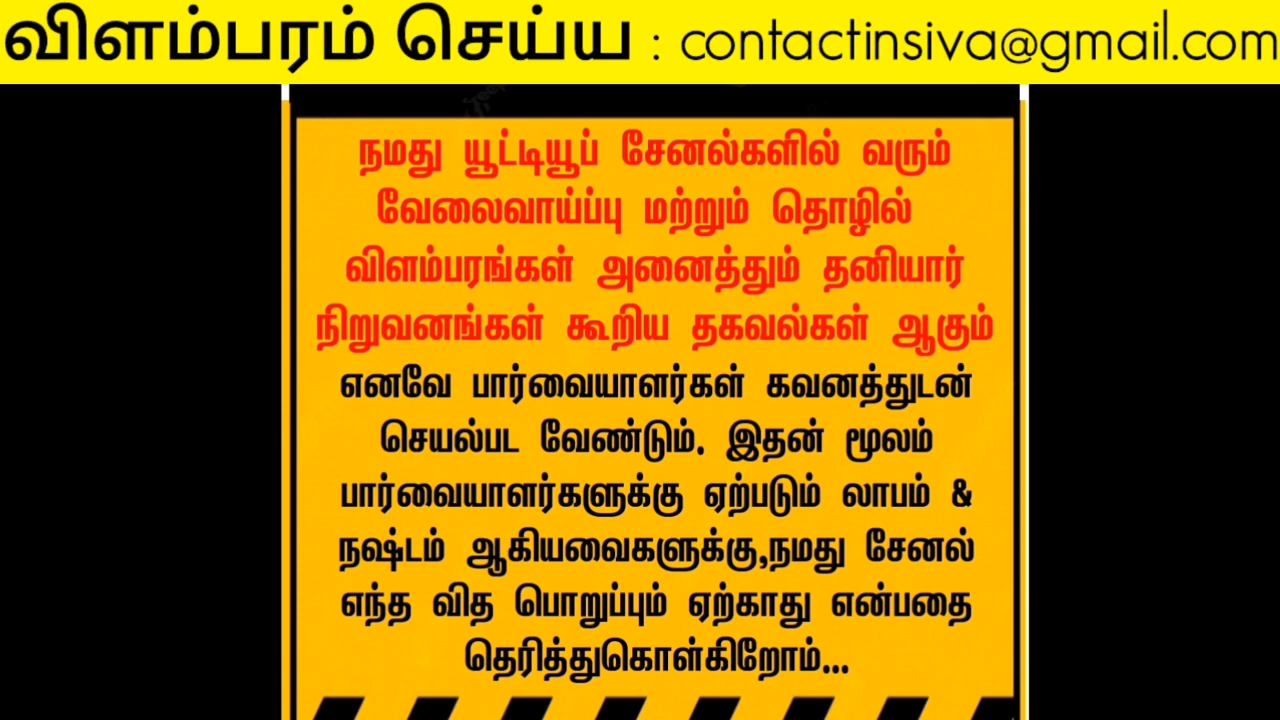 விளம்பரம் செய்ய : contactinsiva@gmail.com
நமது யூட்டியூப் சேனல்களில் வரும்
வேலைவாய்ப்பு மற்றும் தொழில்
விளம்பரங்கள் அனைத்தும் தனியார்
நிறுவனங்கள் கூறிய தகவல்கள் ஆகும்
எனவே பார்வையாளர்கள் கவனத்துடன்
செயல்பட வேண்டும். இதன் மூலம்
பார்வையாளர்களுக்கு ஏற்படும் லாபம் &
நஷ்டம் ஆகியவைகளுக்கு,நமது சேனல்
எந்த வித பொறுப்பும் ஏற்காது என்பதை
தெரித்துகொள்கிறோம்...